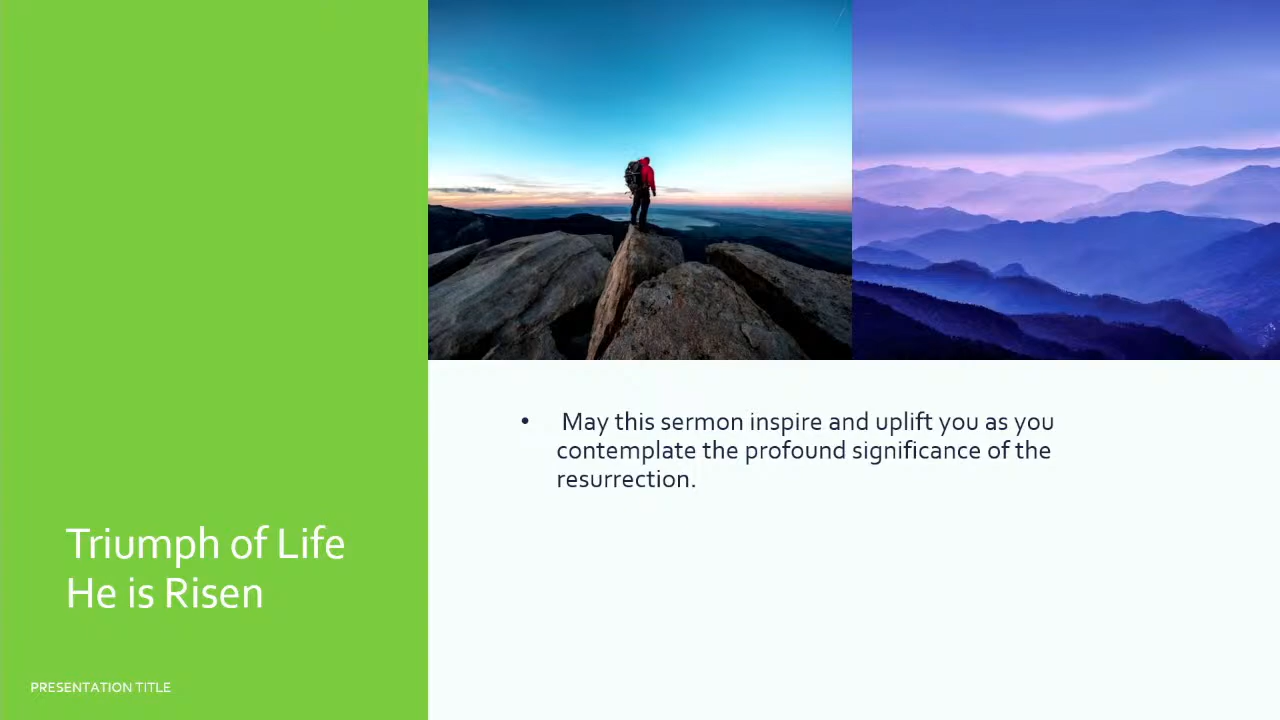 • May this sermon inspire and uplift you as you
contemplate the profound significance of the
resurrection.
Triumph of Life
He is Risen
PRESENTATION TITLE